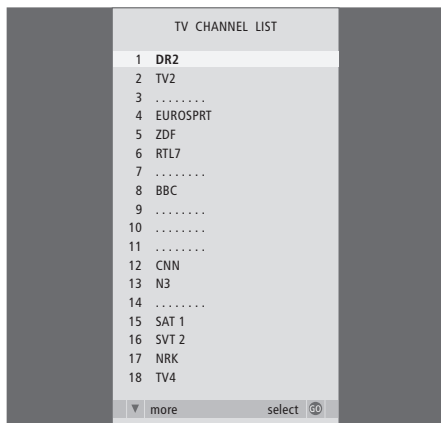 TV CHANNEL LIST
1 DR2
2 TV2
3 ........
4 EUROSPRT
5 ZDF
6 RTL7
7 ........
8 BBC
9 ........
10 ........
11 ........
12 CNN
13 N3
14 ........
15 SAT 1
16 SVT 2
17 NRK
18 TV4
▼ more select GO